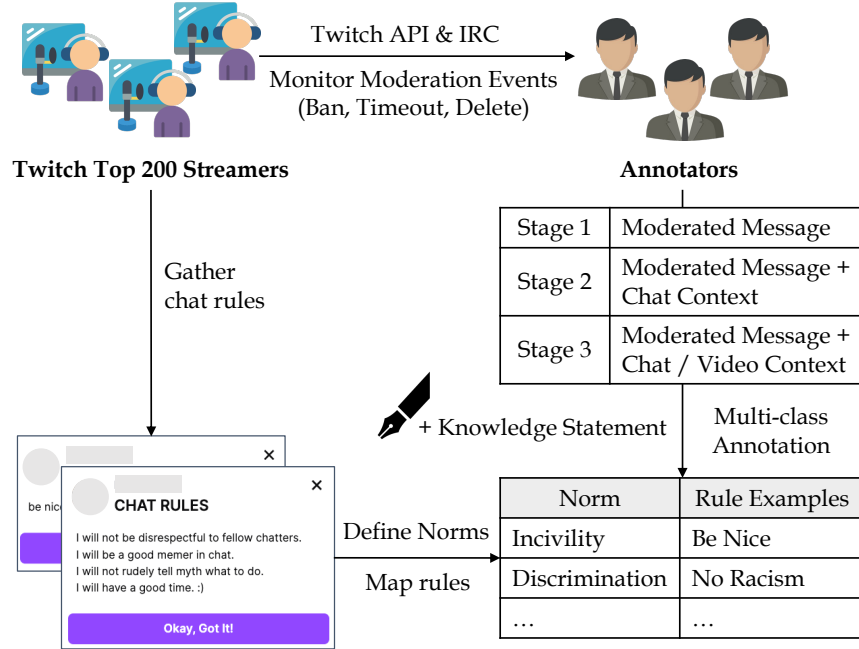 Twitch API & IRC
Monitor Moderation Events
(Ban, Timeout, Delete)
Twitch Top 200 Streamers
Annotators
Stage 1 Moderated Message
Stage 2 Moderated Message +
Chat Context
Stage 3 Moderated Message +
Chat / Video Context
Gather
chat rules
+ Knowledge Statement
Multi-class
Annotation
be nice
CHAT RULES
I will not be disrespectful to fellow chatters.
I will be a good memer in chat.
I will not rudely tell myth what to do.
I will have a good time. :)
Okay, Got It!
Define Norms
Map rules
Norm Rule Examples
Incivility Be Nice
Discrimination No Racism
… …